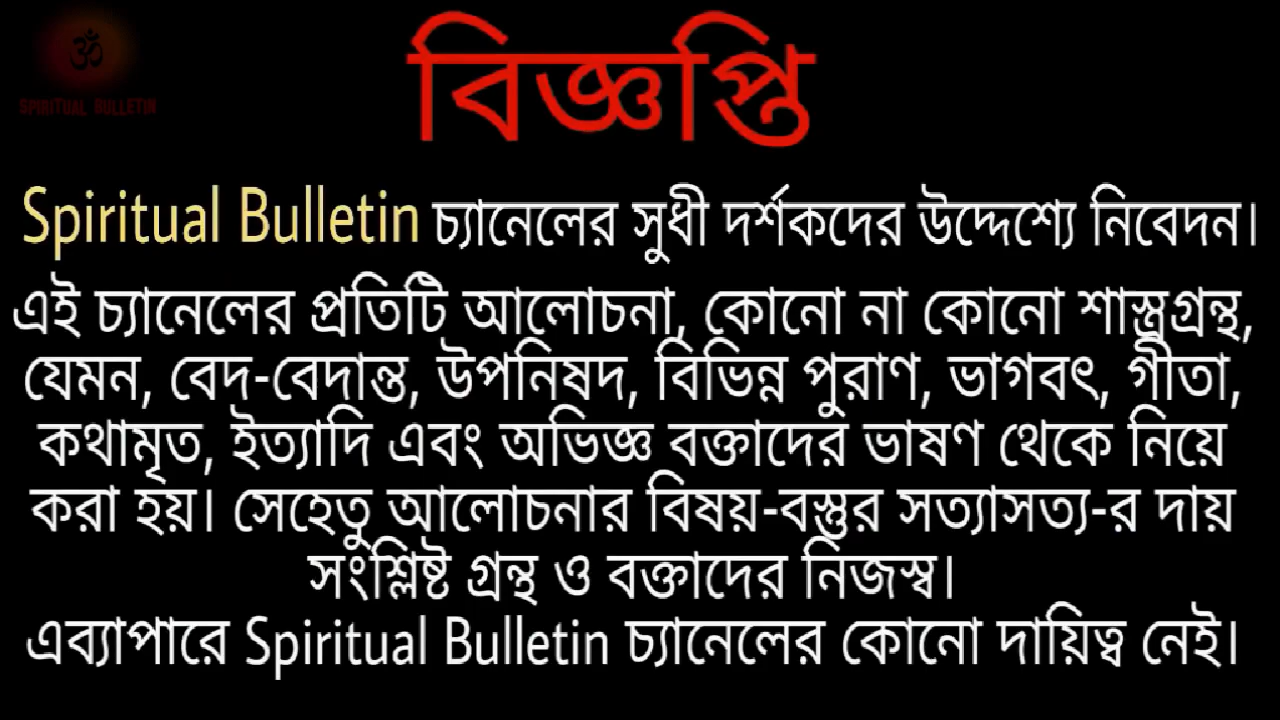 ॐ
SPIRITUAL BULLETIN
বিজ্ঞপ্তি
Spiritual Bulletin চ্যানেলের সুধী দর্শকদের উদ্দেশ্যে নিবেদন।
এই চ্যানেলের প্রতিটি আলোচনা, কোনো না কোনো শাস্ত্রগ্রন্থ,
যেমন, বেদ-বেদান্ত, উপনিষদ, বিভিন্ন পুরাণ, ভাগবৎ, গীতা,
কথামৃত, ইত্যাদি এবং অভিজ্ঞ বক্তাদের ভাষণ থেকে নিয়ে
করা হয়। সেহেতু আলোচনার বিষয়-বস্তুর সত্যাসত্য-র দায়
সংশ্লিষ্ট গ্রন্থ ও বক্তাদের নিজস্ব।
এব্যাপারে Spiritual Bulletin চ্যানেলের কোনো দায়িত্ব নেই।